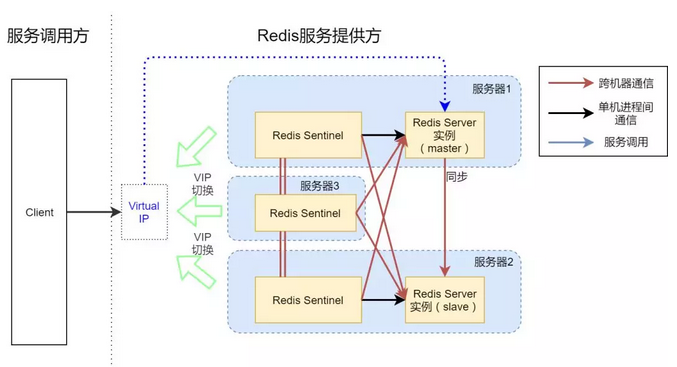 服务调用方
Redis服务提供方
服务器1
Redis Sentinel
Redis Server
实例
（master）
跨机器通信
单机进程间
通信
服务调用
VIP
切换
服务器3
同步
Client
Virtual
IP
Redis Sentinel
VIP
切换
服务器2
Redis Sentinel
Redis Server
实例（slave）